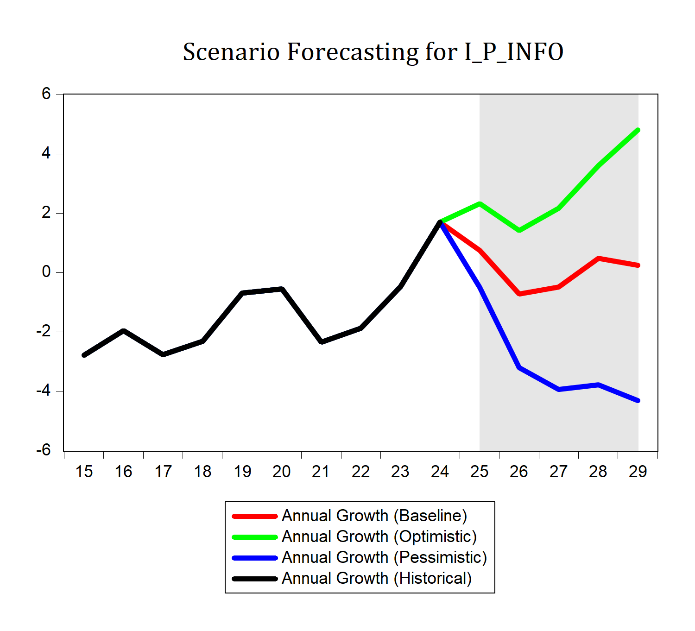 Scenario Forecasting for I_P_INFO
6
4
2
0
-2
-4
-6
15 16 17 18 19 20 21 22 23 24 25 26 27 28 29
Annual Growth (Baseline)
Annual Growth (Optimistic)
Annual Growth (Pessimistic)
Annual Growth (Historical)